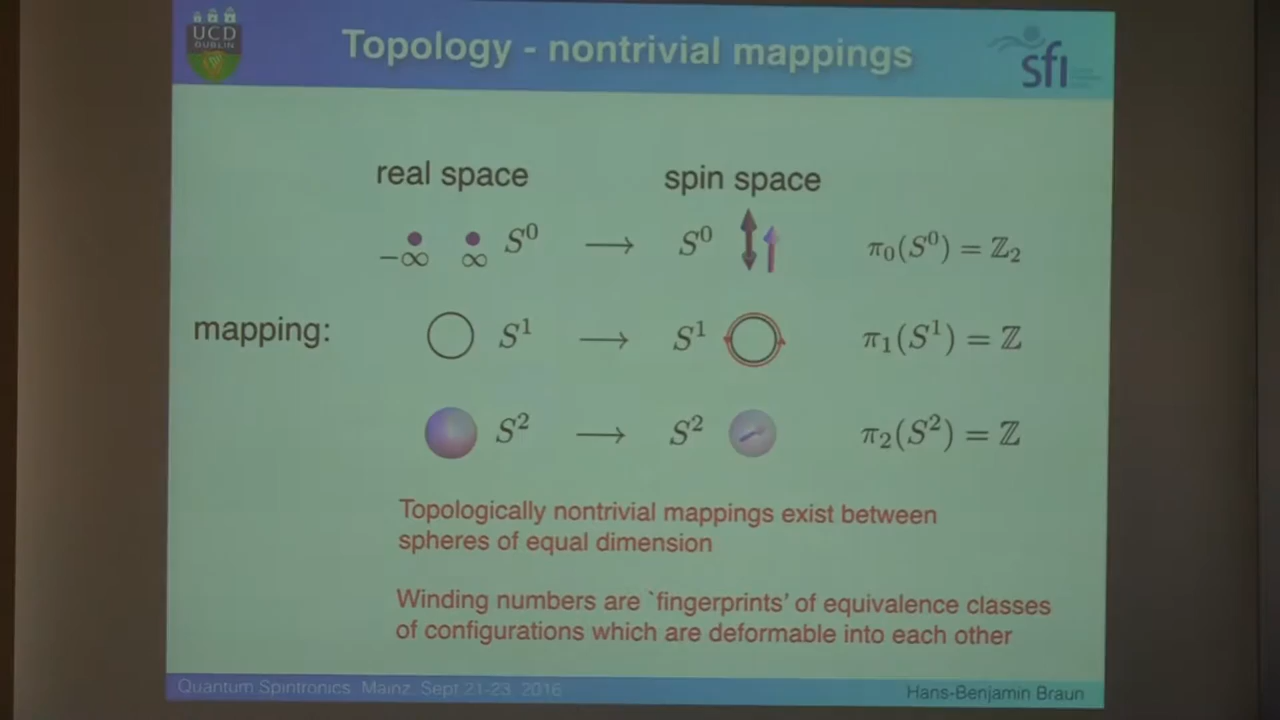 UCD
DUBLIN
Topology - nontrivial mappings
sfi
real space
spin space
−∞ ∞ S⁰ ⟶ S⁰ π₀(S⁰) = ℤ₂
mapping: S¹ ⟶ S¹ π₁(S¹) = ℤ
S² ⟶ S² π₂(S²) = ℤ
Topologically nontrivial mappings exist between
spheres of equal dimension
Winding numbers are `fingerprints' of equivalence classes
of configurations which are deformable into each other
Quantum Spintronics, Mainz, Sept 21-23, 2016
Hans-Benjamin Braun